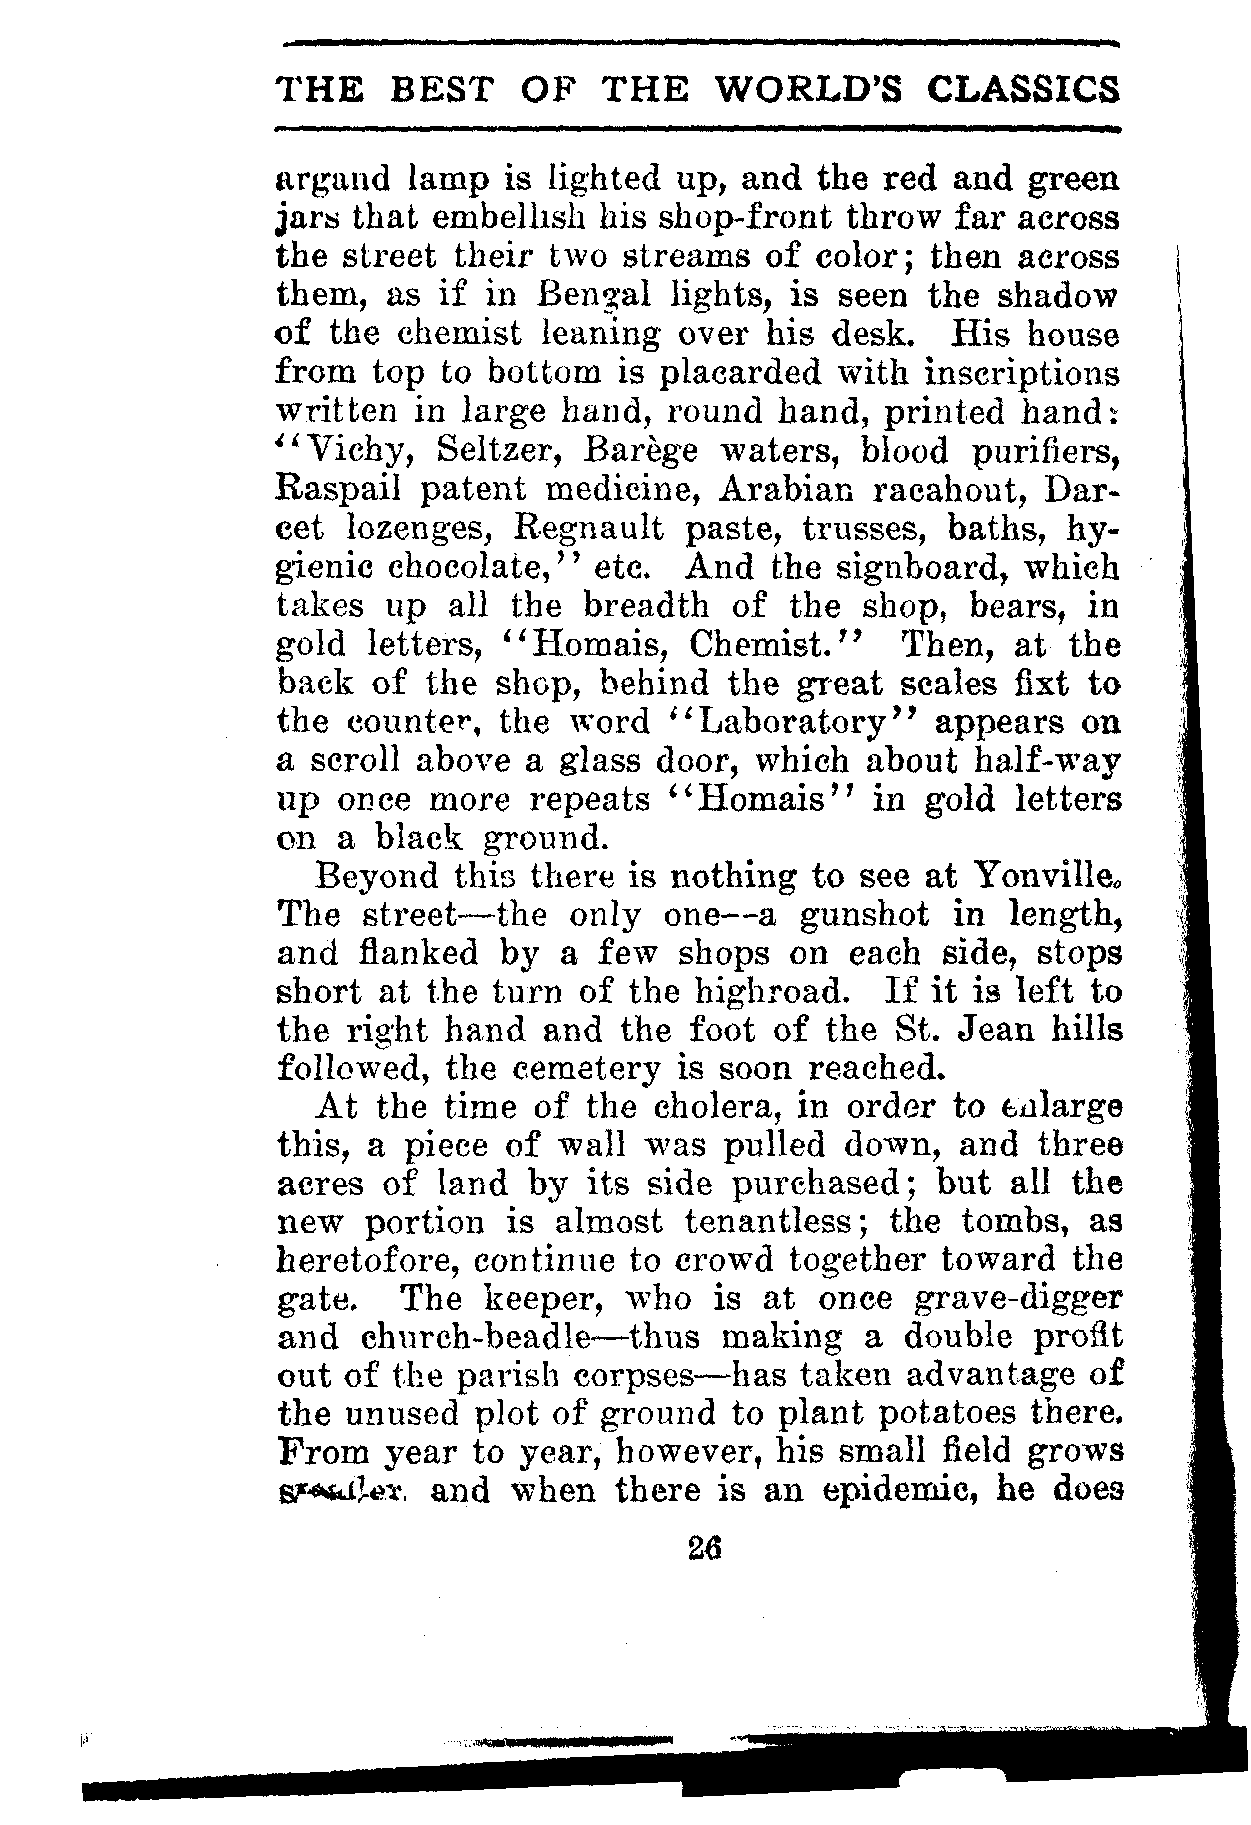 THE BEST OF THE WORLD'S CLASSICS
argand lamp is lighted up, and the red and green
jars that embellish his shop-front throw far across
the street their two streams of color; then across
them, as if in Bengal lights, is seen the shadow
of the chemist leaning over his desk. His house
from top to bottom is placarded with inscriptions
written in large hand, round hand, printed hand:
"Vichy, Seltzer, Barège waters, blood purifiers,
Raspail patent medicine, Arabian racahout, Dar-
cet lozenges, Regnault paste, trusses, baths, hy-
gienic chocolate," etc. And the signboard, which
takes up all the breadth of the shop, bears, in
gold letters, "Homais, Chemist." Then, at the
back of the shop, behind the great scales fixt to
the counter, the word "Laboratory" appears on
a scroll above a glass door, which about half-way
up once more repeats "Homais" in gold letters
on a black ground.
Beyond this there is nothing to see at Yonville.
The street—the only one—a gunshot in length,
and flanked by a few shops on each side, stops
short at the turn of the highroad. If it is left to
the right hand and the foot of the St. Jean hills
followed, the cemetery is soon reached.
At the time of the cholera, in order to enlarge
this, a piece of wall was pulled down, and three
acres of land by its side purchased; but all the
new portion is almost tenantless; the tombs, as
heretofore, continue to crowd together toward the
gate. The keeper, who is at once grave-digger
and church-beadle—thus making a double profit
out of the parish corpses—has taken advantage of
the unused plot of ground to plant potatoes there.
From year to year, however, his small field grows
smaller, and when there is an epidemic, he does
26